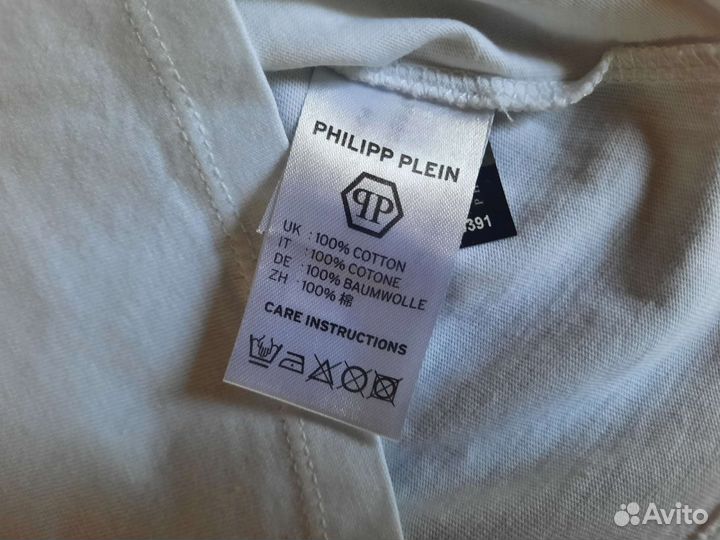 PHILIPP PLEIN
UK : 100% COTTON
IT : 100% COTONE
DE : 100% BAUMWOLLE
ZH : 100% 棉
CARE INSTRUCTIONS
391
Avito